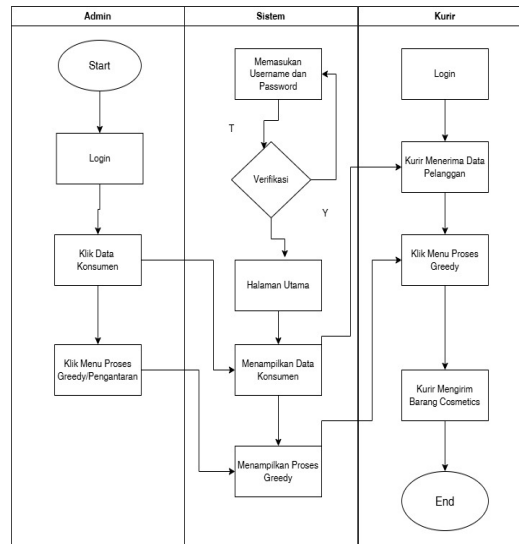 Admin
Sistem
Kurir
Start
Login
Klik Data
Konsumen
Klik Menu Proses
Greedy/Pengantaran
Memasukan
Username dan
Password
T
Verifikasi
Y
Halaman Utama
Menampilkan Data
Konsumen
Menampilkan Proses
Greedy
Login
Kurir Menerima Data
Pelanggan
Klik Menu Proses
Greedy
Kurir Mengirim
Barang Cosmetics
End